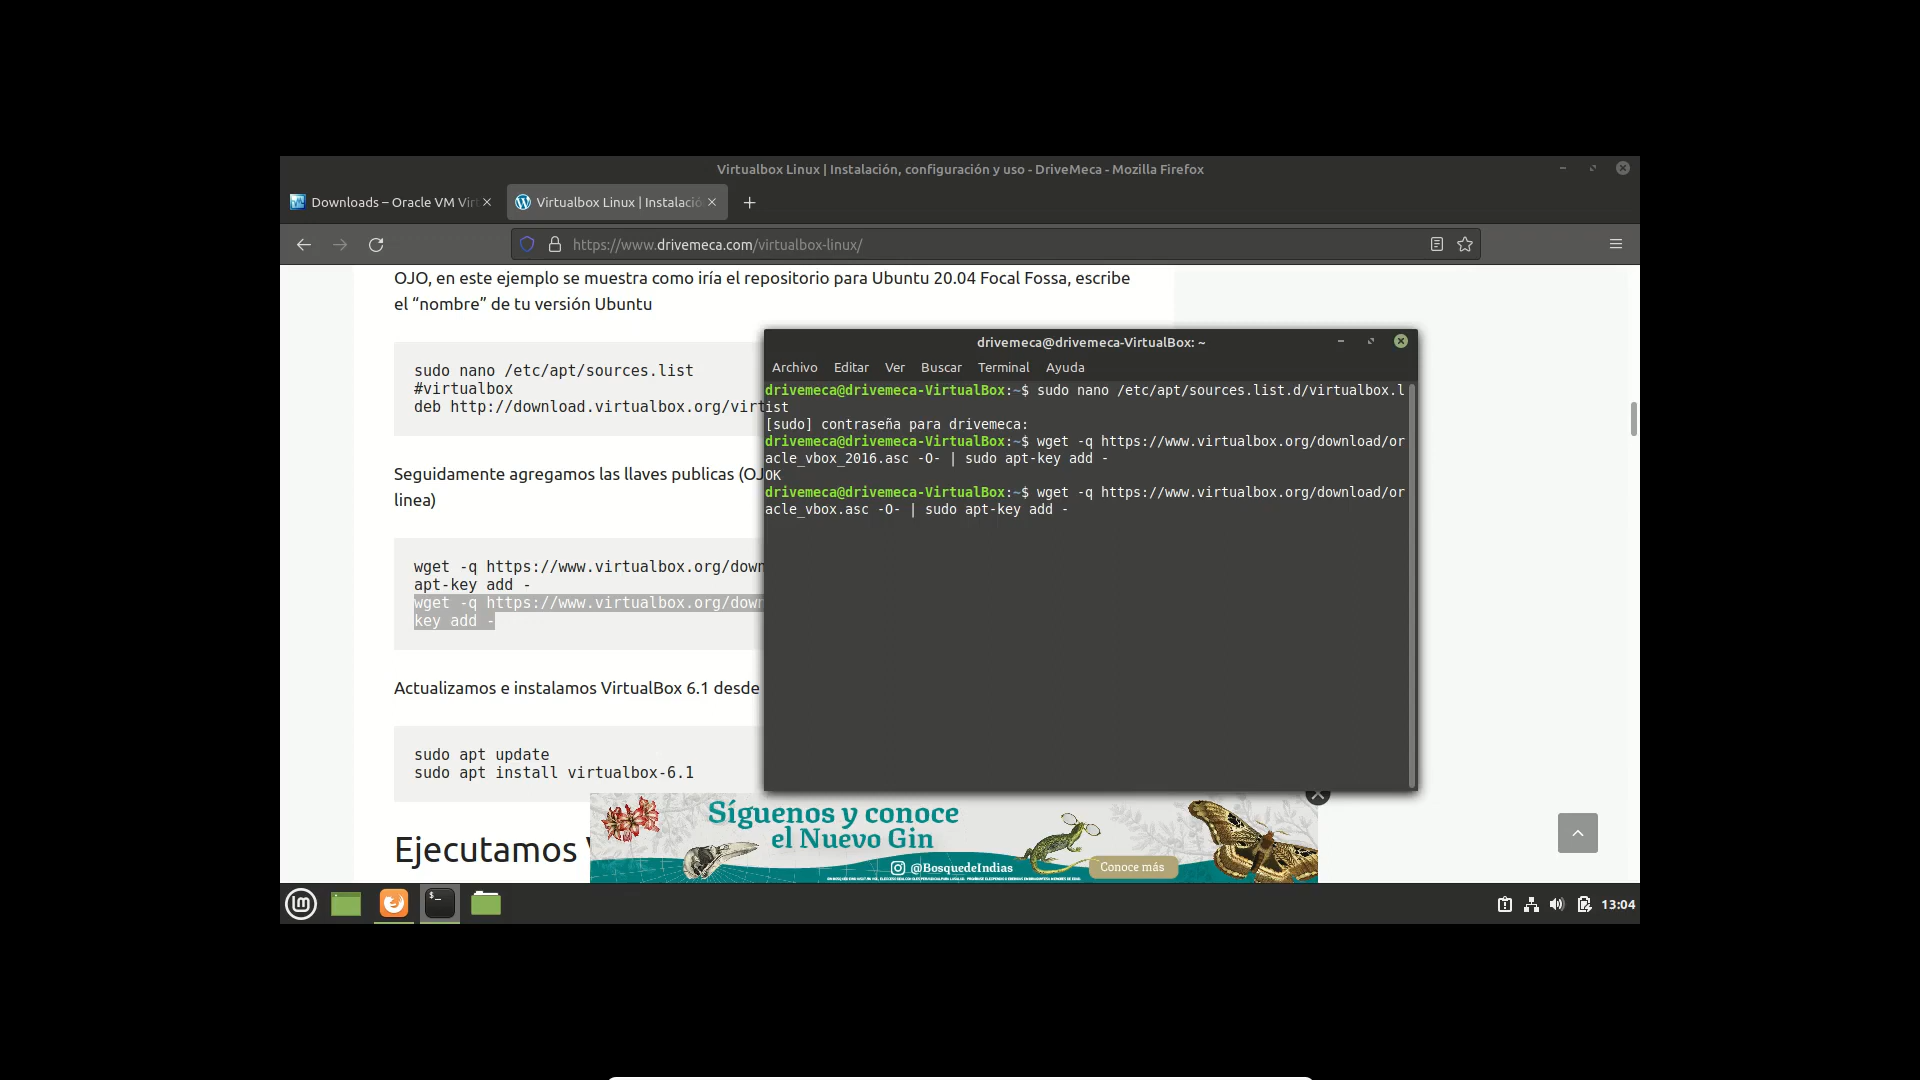 Virtualbox Linux | Instalación, configuración y uso - DriveMeca - Mozilla Firefox
Downloads – Oracle VM Vir
Virtualbox Linux | Instalació
https://www.drivemeca.com/virtualbox-linux/
OJO, en este ejemplo se muestra como iría el repositorio para Ubuntu 20.04 Focal Fossa, escribe
el “nombre” de tu versión Ubuntu
sudo nano /etc/apt/sources.list
#virtualbox
deb http://download.virtualbox.org/virt
Seguidamente agregamos las llaves publicas (OJ
linea)
wget -q https://www.virtualbox.org/down
apt-key add -
wget -q https://www.virtualbox.org/down
key add -
Actualizamos e instalamos VirtualBox 6.1 desde
sudo apt update
sudo apt install virtualbox-6.1
Ejecutamos
drivemeca@drivemeca-VirtualBox: ~
Archivo Editar Ver Buscar Terminal Ayuda
drivemeca@drivemeca-VirtualBox:~$ sudo nano /etc/apt/sources.list.d/virtualbox.l
ist
[sudo] contraseña para drivemeca:
drivemeca@drivemeca-VirtualBox:~$ wget -q https://www.virtualbox.org/download/or
acle_vbox_2016.asc -O- | sudo apt-key add -
OK
drivemeca@drivemeca-VirtualBox:~$ wget -q https://www.virtualbox.org/download/or
acle_vbox.asc -O- | sudo apt-key add -
Síguenos y conoce
el Nuevo Gin
@BosquedeIndias
Conoce más
13:04